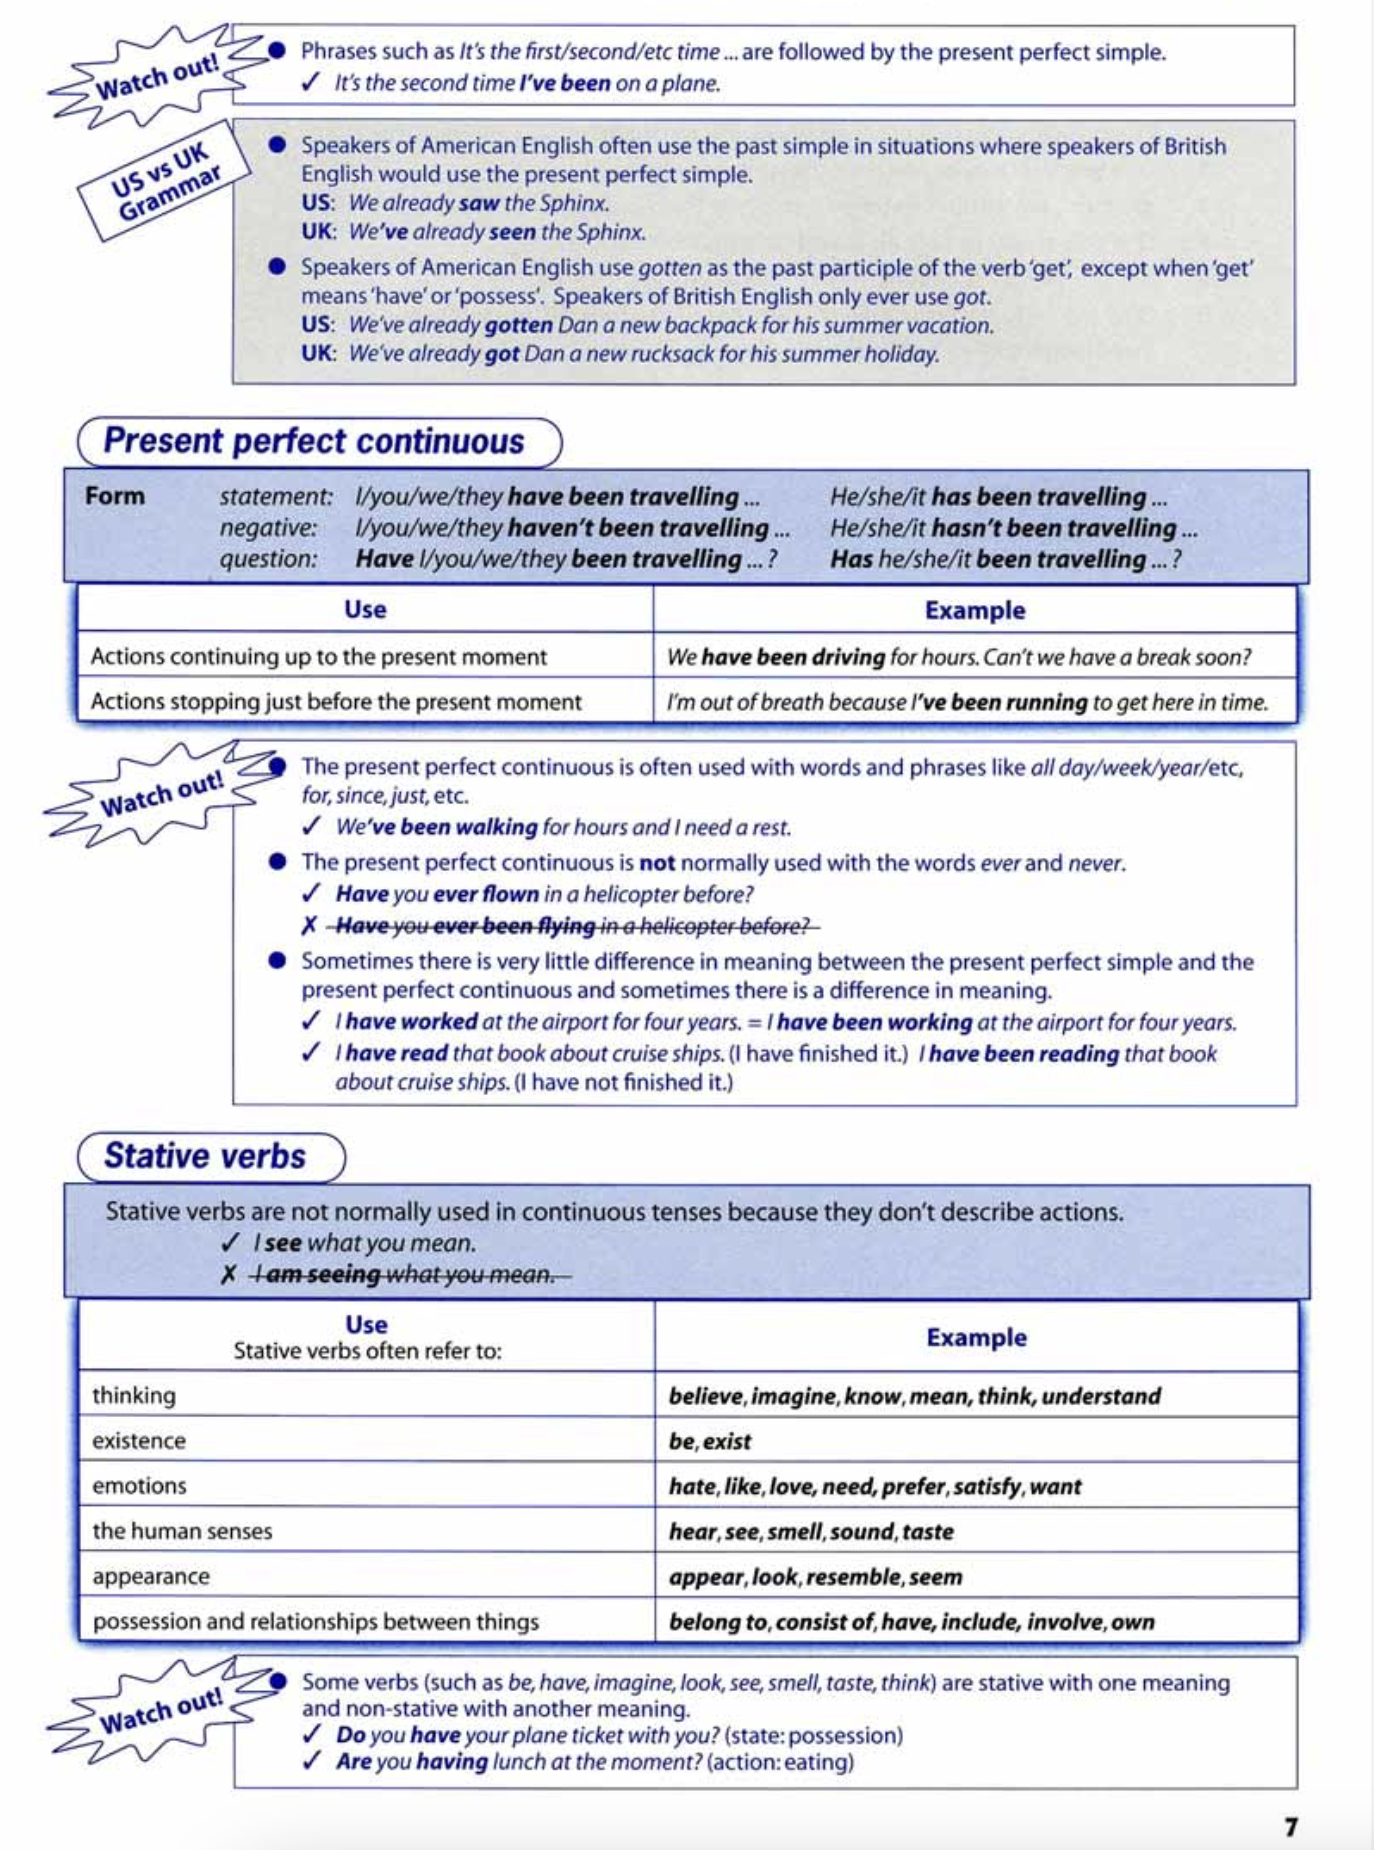 Watch out!
● Phrases such as It's the first/second/etc time ... are followed by the present perfect simple.
✓ It's the second time I've been on a plane.
US vs UK
Grammar
● Speakers of American English often use the past simple in situations where speakers of British
English would use the present perfect simple.
US: We already saw the Sphinx.
UK: We've already seen the Sphinx.
● Speakers of American English use gotten as the past participle of the verb 'get', except when 'get'
means 'have' or 'possess'. Speakers of British English only ever use got.
US: We've already gotten Dan a new backpack for his summer vacation.
UK: We've already got Dan a new rucksack for his summer holiday.
Present perfect continuous
Form statement: I/you/we/they have been travelling ... He/she/it has been travelling ...
negative: I/you/we/they haven't been travelling ... He/she/it hasn't been travelling ...
question: Have I/you/we/they been travelling ... ? Has he/she/it been travelling ... ?
Use Example
Actions continuing up to the present moment We have been driving for hours. Can't we have a break soon?
Actions stopping just before the present moment I'm out of breath because I've been running to get here in time.
Watch out!
● The present perfect continuous is often used with words and phrases like all day/week/year/etc,
for, since, just, etc.
✓ We've been walking for hours and I need a rest.
● The present perfect continuous is not normally used with the words ever and never.
✓ Have you ever flown in a helicopter before?
✗ Have you ever been flying in a helicopter before?
● Sometimes there is very little difference in meaning between the present perfect simple and the
present perfect continuous and sometimes there is a difference in meaning.
✓ I have worked at the airport for four years. = I have been working at the airport for four years.
✓ I have read that book about cruise ships. (I have finished it.) I have been reading that book
about cruise ships. (I have not finished it.)
Stative verbs
Stative verbs are not normally used in continuous tenses because they don't describe actions.
✓ I see what you mean.
✗ I am seeing what you mean.
Use
Stative verbs often refer to:
Example
thinking believe, imagine, know, mean, think, understand
existence be, exist
emotions hate, like, love, need, prefer, satisfy, want
the human senses hear, see, smell, sound, taste
appearance appear, look, resemble, seem
possession and relationships between things belong to, consist of, have, include, involve, own
Watch out!
● Some verbs (such as be, have, imagine, look, see, smell, taste, think) are stative with one meaning
and non-stative with another meaning.
✓ Do you have your plane ticket with you? (state: possession)
✓ Are you having lunch at the moment? (action: eating)
7